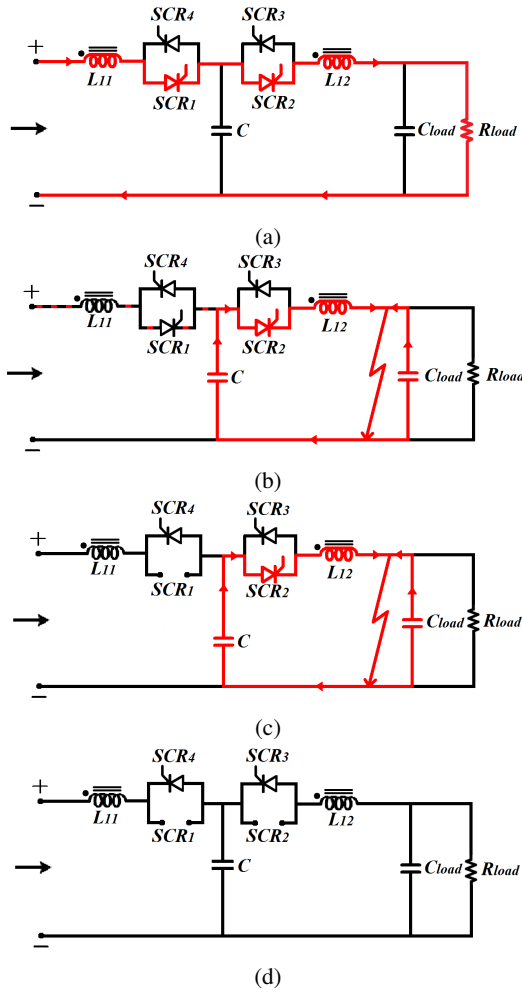 SCR4 SCR3
+
L11 SCR1 SCR2 L12
C Cload Rload
−
(a)
SCR4 SCR3
+
L11 SCR1 SCR2 L12
C Cload Rload
−
(b)
SCR4 SCR3
+
L11 SCR1 SCR2 L12
C Cload Rload
−
(c)
SCR4 SCR3
+
L11 SCR1 SCR2 L12
C Cload Rload
−
(d)